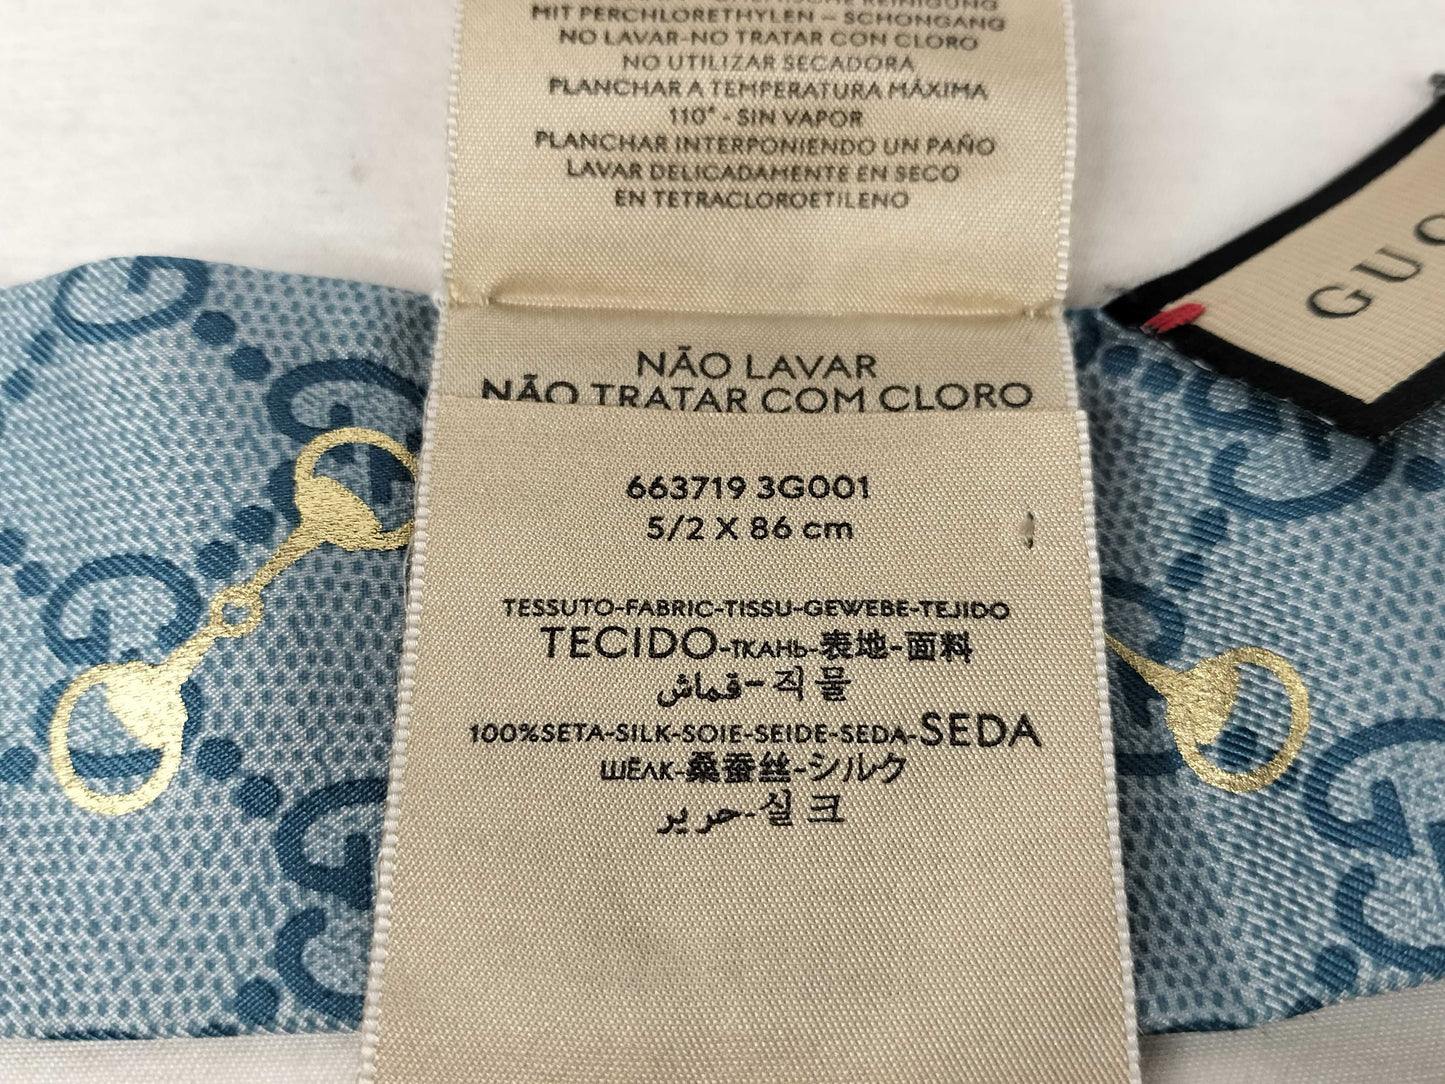 MIT PERCHLORETHYLEN – SCHONGANG
NO LAVAR-NO TRATAR CON CLORO
NO UTILIZAR SECADORA
PLANCHAR A TEMPERATURA MÁXIMA
110° - SIN VAPOR
PLANCHAR INTERPONIENDO UN PAÑO
LAVAR DELICADAMENTE EN SECO
EN TETRACLOROETILENO
NÃO LAVAR
NÃO TRATAR COM CLORO
663719 3G001
5/2 X 86 cm
TESSUTO-FABRIC-TISSU-GEWEBE-TEJIDO
TECIDO-ТКАНЬ-表地-面料
قماش-직물
100%SETA-SILK-SOIE-SEIDE-SEDA-SEDA
ШЕЛК-桑蚕丝-シルク
حرير-실크